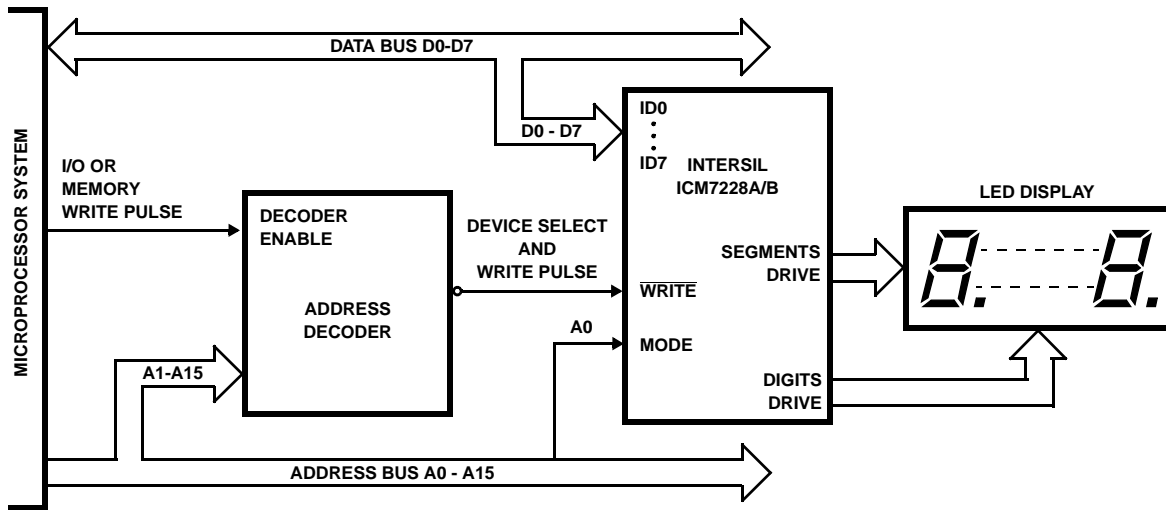 DATA BUS D0-D7
MICROPROCESSOR SYSTEM
D0 - D7
ID0
ID7
INTERSIL
ICM7228A/B
I/O OR
MEMORY
WRITE PULSE
DECODER
ENABLE
ADDRESS
DECODER
DEVICE SELECT
AND
WRITE PULSE
WRITE
A0
MODE
SEGMENTS
DRIVE
DIGITS
DRIVE
LED DISPLAY
8. 8.
A1-A15
ADDRESS BUS A0 - A15